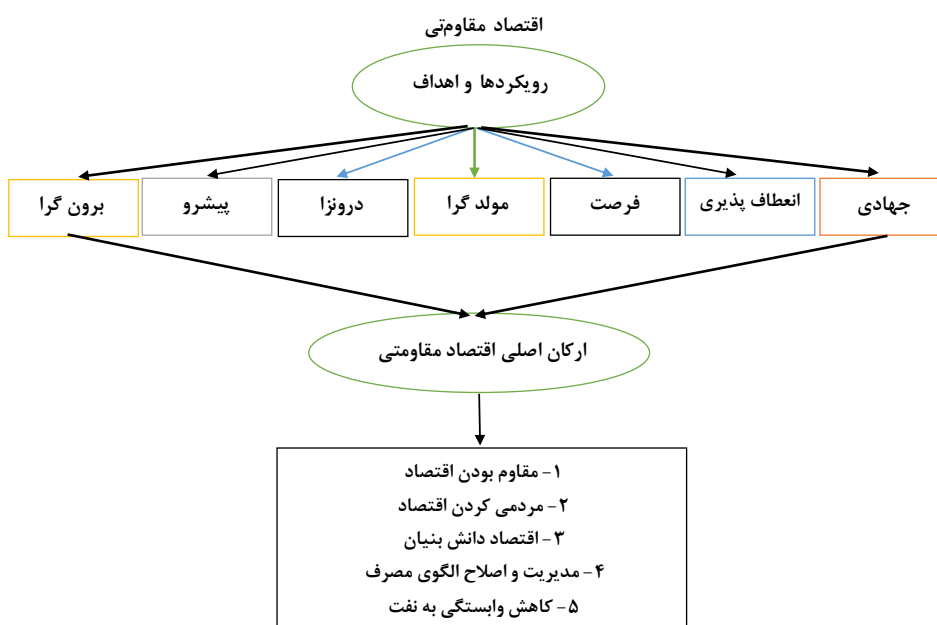 اقتصاد مقاومتی
رویکردها و اهداف
جهادی
انعطاف پذیری
فرصت
مولد گرا
درونزا
پیشرو
برون گرا
ارکان اصلی اقتصاد مقاومتی
۱- مقاوم بودن اقتصاد
۲- مردمی کردن اقتصاد
۳- اقتصاد دانش بنیان
۴- مدیریت و اصلاح الگوی مصرف
۵- کاهش وابستگی به نفت